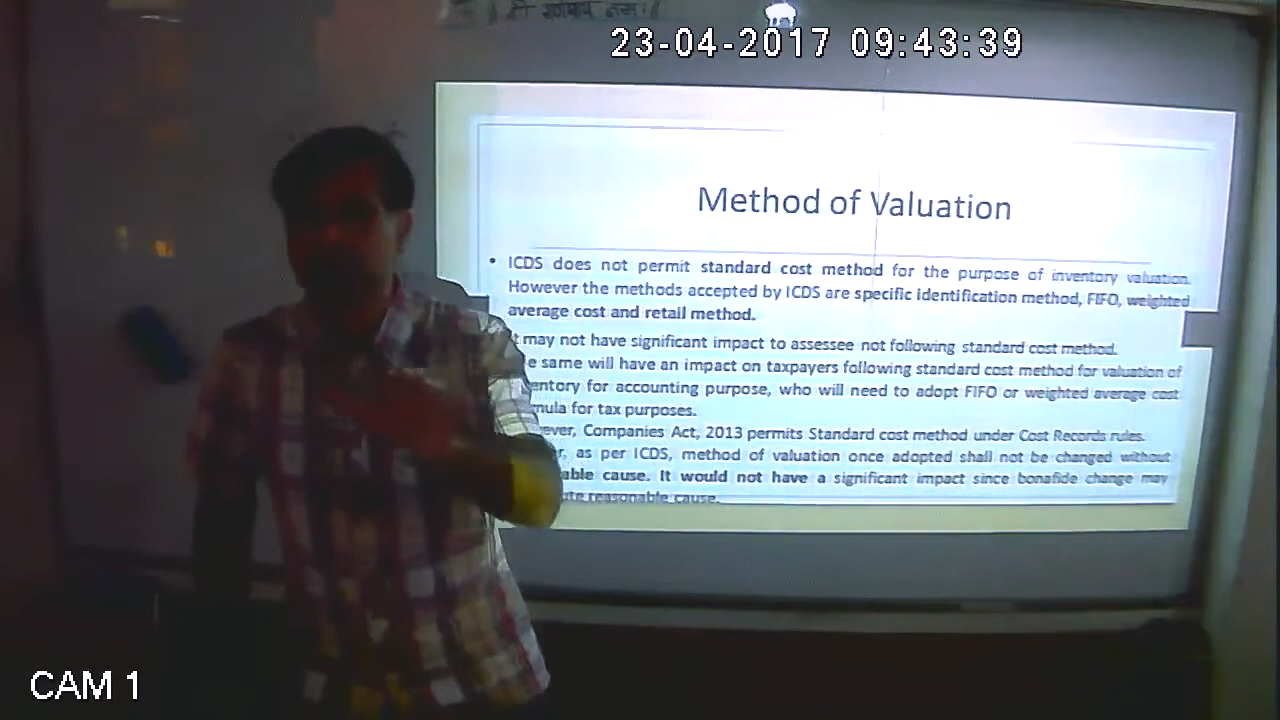 23-04-2017 09:43:39
Method of Valuation
• ICDS does not permit standard cost method for the purpose of inventory valuation.
However the methods accepted by ICDS are specific identification method, FIFO, weighted
average cost and retail method.
t may not have significant impact to assessee not following standard cost method.
e same will have an impact on taxpayers following standard cost method for valuation of
entory for accounting purpose, who will need to adopt FIFO or weighted average cost
mula for tax purposes.
ever, Companies Act, 2013 permits Standard cost method under Cost Records rules.
r, as per ICDS, method of valuation once adopted shall not be changed without
able cause. It would not have a significant impact since bonafide change may
ute reasonable cause.
CAM 1